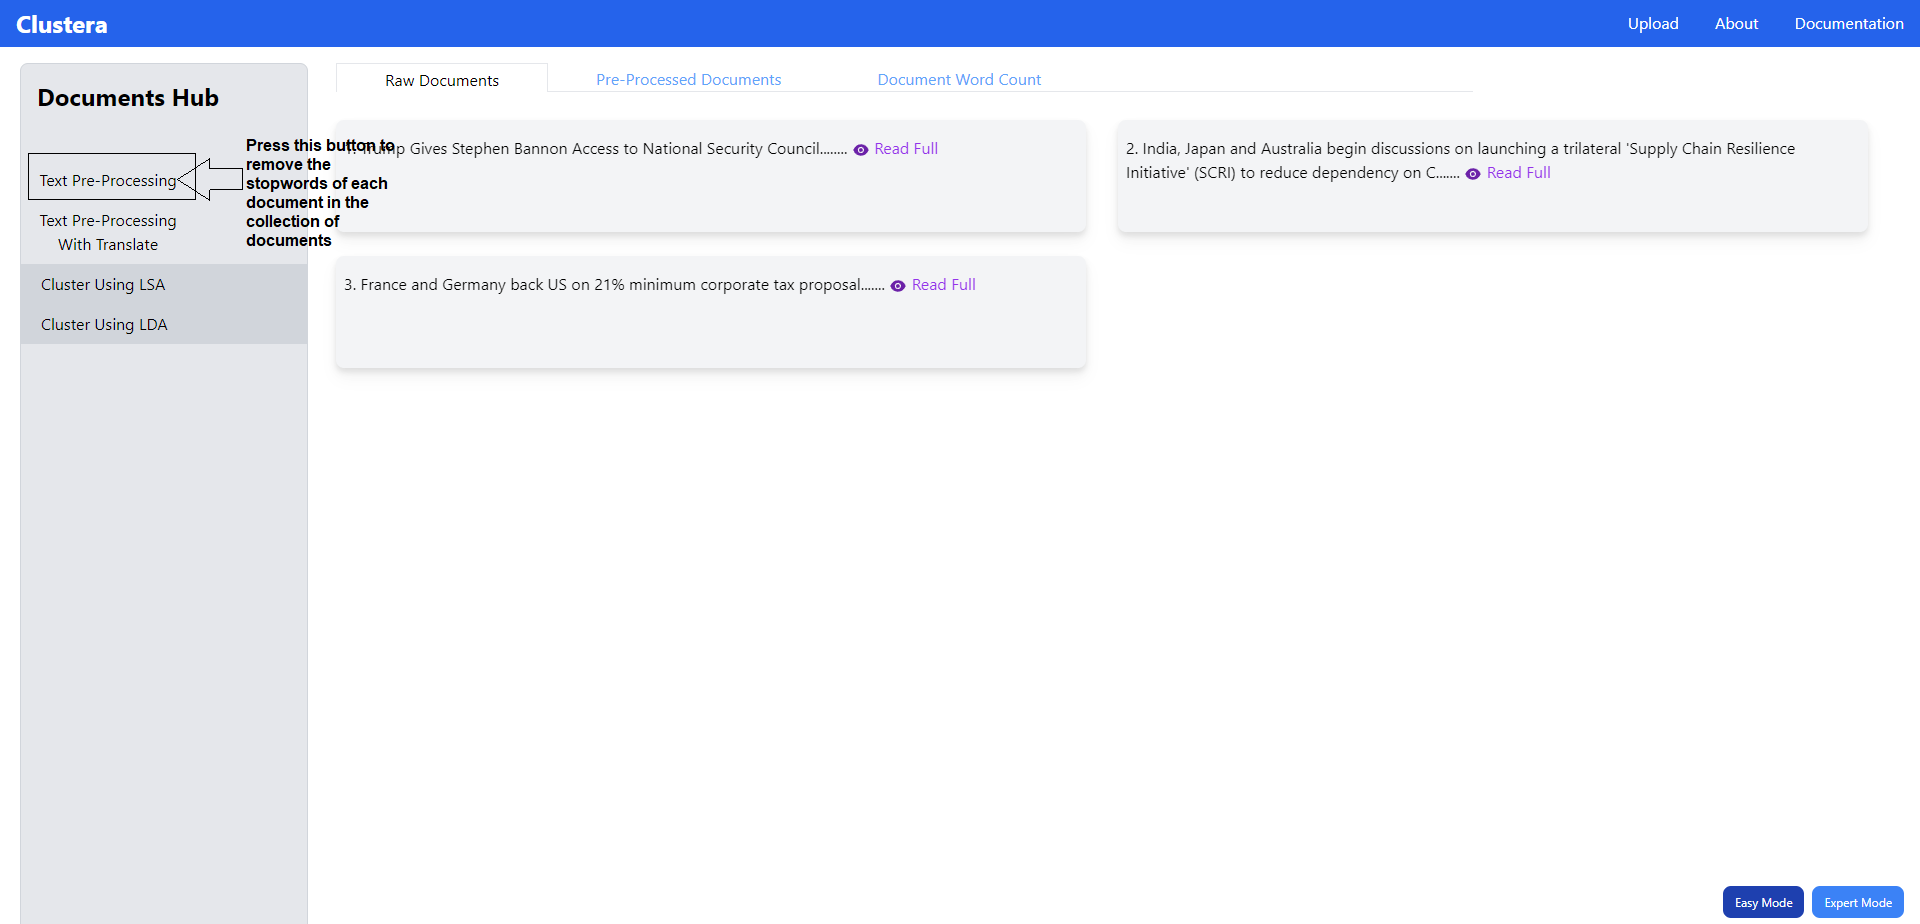 Clustera
Upload
About
Documentation
Documents Hub
Text Pre-Processing
Text Pre-Processing
With Translate
Cluster Using LSA
Cluster Using LDA
Press this button to
remove the
stopwords of each
document in the
collection of
documents
Raw Documents
Pre-Processed Documents
Document Word Count
1. Trump Gives Stephen Bannon Access to National Security Council........ Read Full
2. India, Japan and Australia begin discussions on launching a trilateral 'Supply Chain Resilience
Initiative' (SCRI) to reduce dependency on C....... Read Full
3. France and Germany back US on 21% minimum corporate tax proposal....... Read Full
Easy Mode
Expert Mode